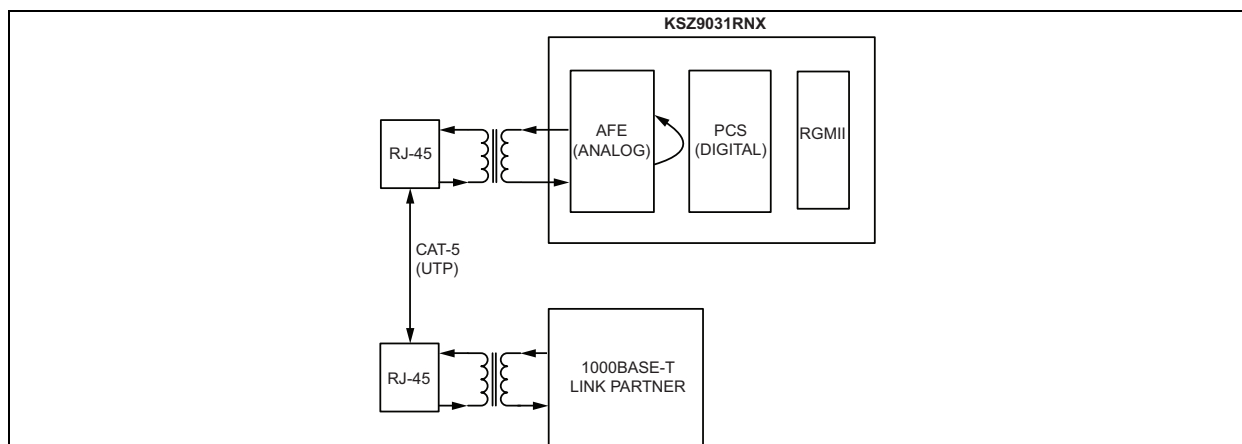 KSZ9031RNX
RJ-45
AFE
(ANALOG)
PCS
(DIGITAL)
RGMII
CAT-5
(UTP)
RJ-45
1000BASE-T
LINK PARTNER